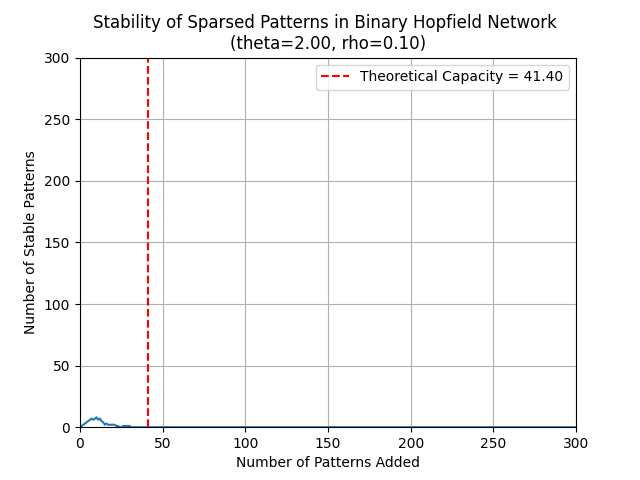 Stability of Sparsed Patterns in Binary Hopfield Network
(theta=2.00, rho=0.10)
Theoretical Capacity = 41.40
Number of Stable Patterns
300
250
200
150
100
50
0
0 50 100 150 200 250 300
Number of Patterns Added